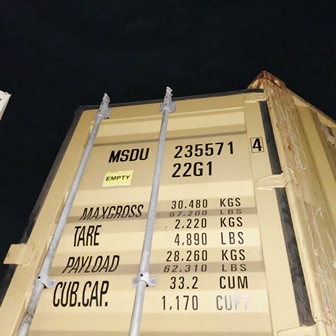 MSDU 235571 4
22G1
EMPTY
MAXGROSS 30.480 KGS
67.200 LBS
TARE 2.220 KGS
4,890 LBS
PAYLOAD 28.260 KGS
62,310 LBS
CUB.CAP. 33.2 CUM
1,170 CUFT